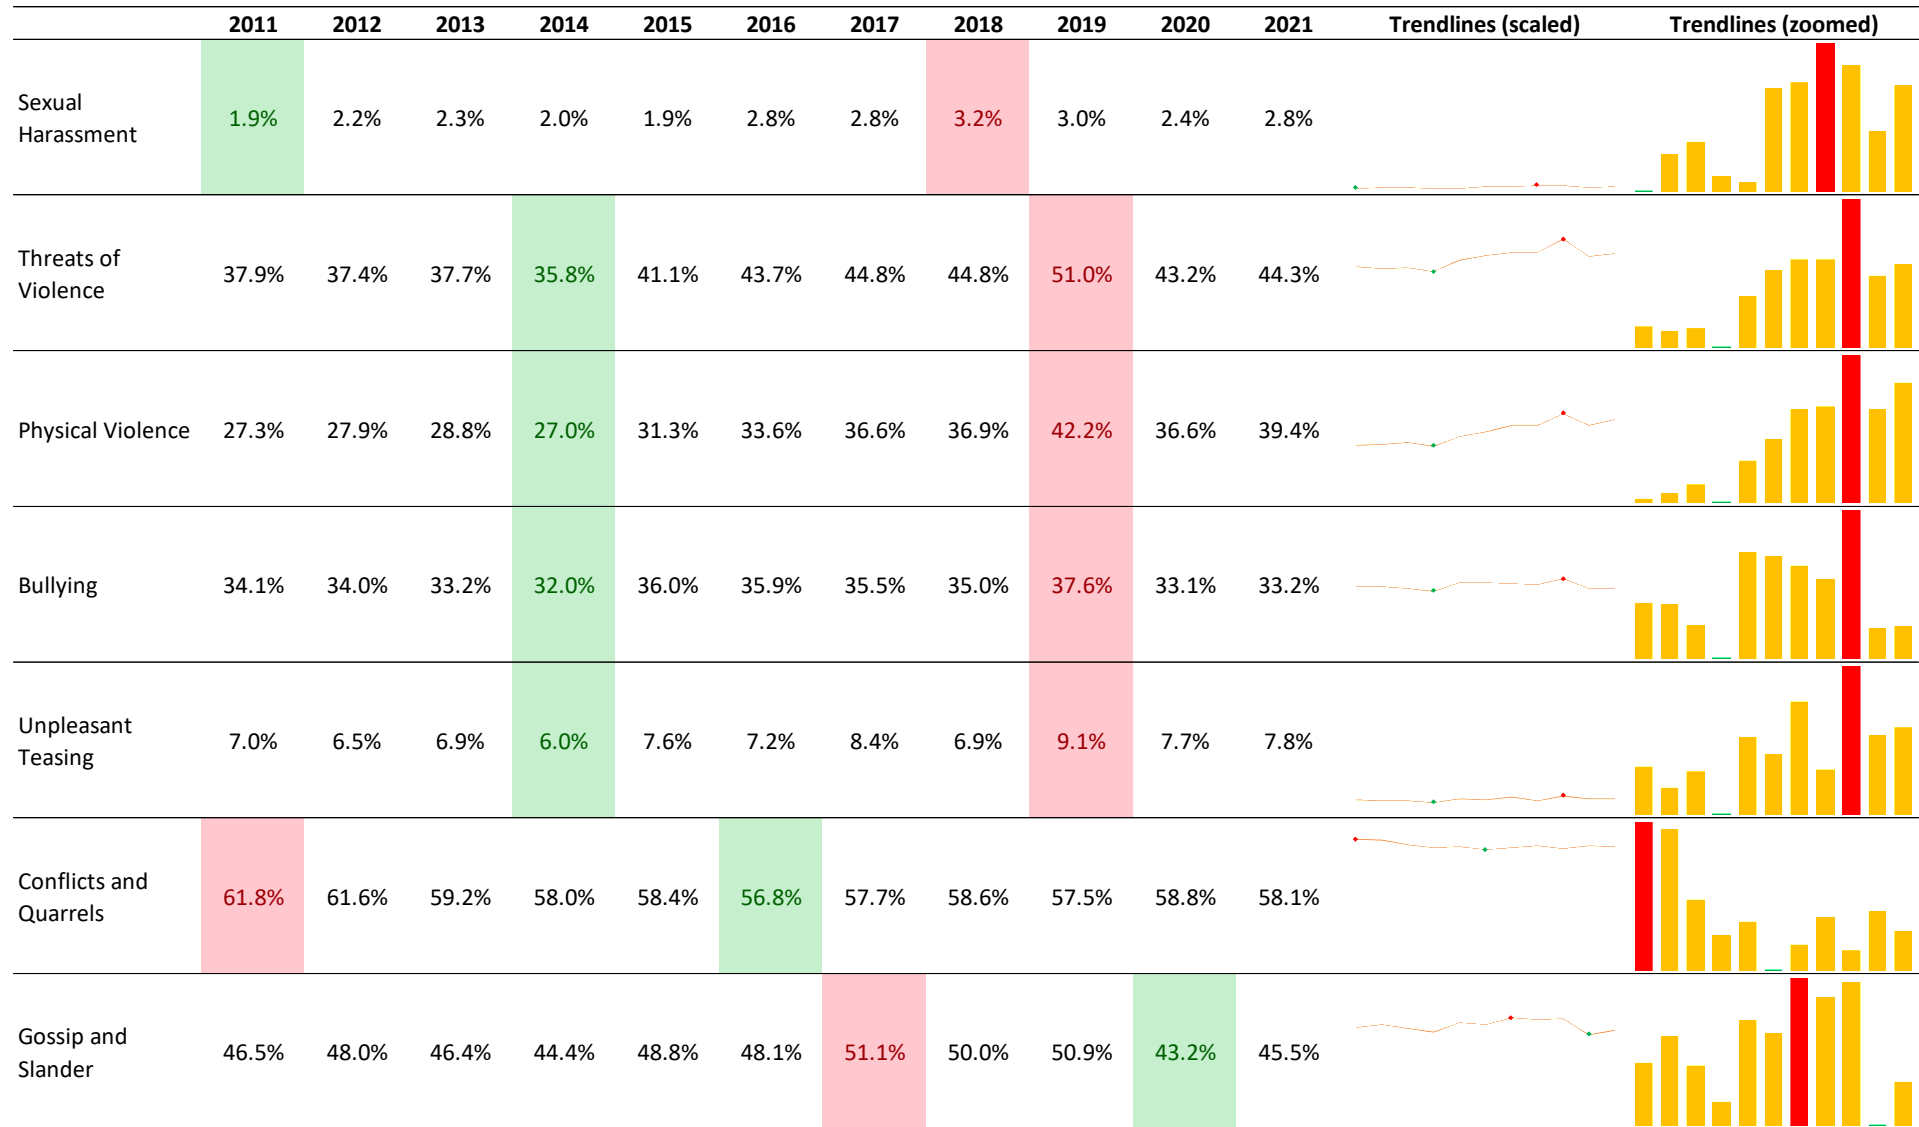 2011 2012 2013 2014 2015 2016 2017 2018 2019 2020 2021 Trendlines (scaled) Trendlines (zoomed)
Sexual
Harassment
1.9% 2.2% 2.3% 2.0% 1.9% 2.8% 2.8% 3.2% 3.0% 2.4% 2.8%
Threats of
Violence
37.9% 37.4% 37.7% 35.8% 41.1% 43.7% 44.8% 44.8% 51.0% 43.2% 44.3%
Physical Violence 27.3% 27.9% 28.8% 27.0% 31.3% 33.6% 36.6% 36.9% 42.2% 36.6% 39.4%
Bullying 34.1% 34.0% 33.2% 32.0% 36.0% 35.9% 35.5% 35.0% 37.6% 33.1% 33.2%
Unpleasant
Teasing
7.0% 6.5% 6.9% 6.0% 7.6% 7.2% 8.4% 6.9% 9.1% 7.7% 7.8%
Conflicts and
Quarrels
61.8% 61.6% 59.2% 58.0% 58.4% 56.8% 57.7% 58.6% 57.5% 58.8% 58.1%
Gossip and
Slander
46.5% 48.0% 46.4% 44.4% 48.8% 48.1% 51.1% 50.0% 50.9% 43.2% 45.5%